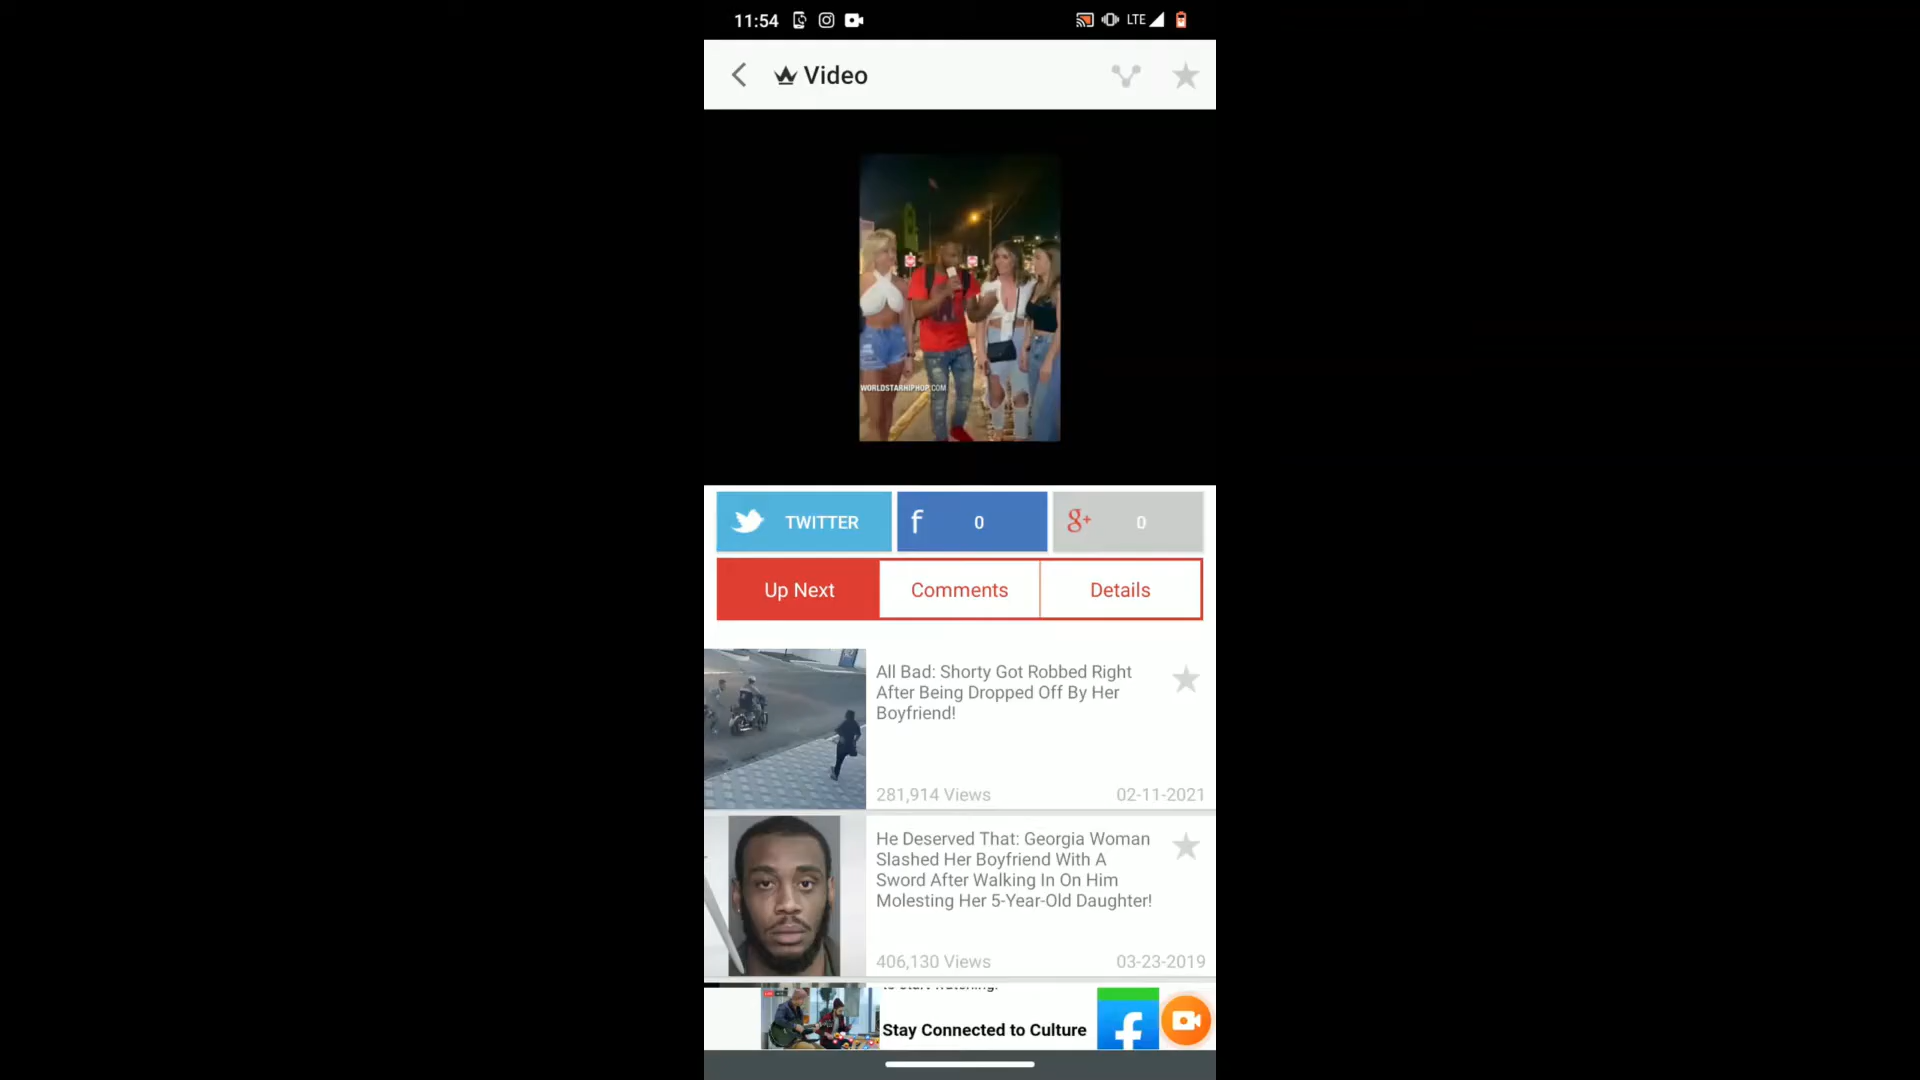 11:54
LTE
Video
WORLDSTARHIPHOP.COM
TWITTER
f 0
g+ 0
Up Next
Comments
Details
All Bad: Shorty Got Robbed Right
After Being Dropped Off By Her
Boyfriend!
281,914 Views
02-11-2021
He Deserved That: Georgia Woman
Slashed Her Boyfriend With A
Sword After Walking In On Him
Molesting Her 5-Year-Old Daughter!
406,130 Views
03-23-2019
Stay Connected to Culture
f